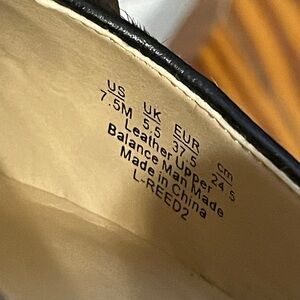 US UK EUR cm
7.5M 5.5 37.5 24.5
Leather Upper
Balance Man Made
Made in China
L-REED2